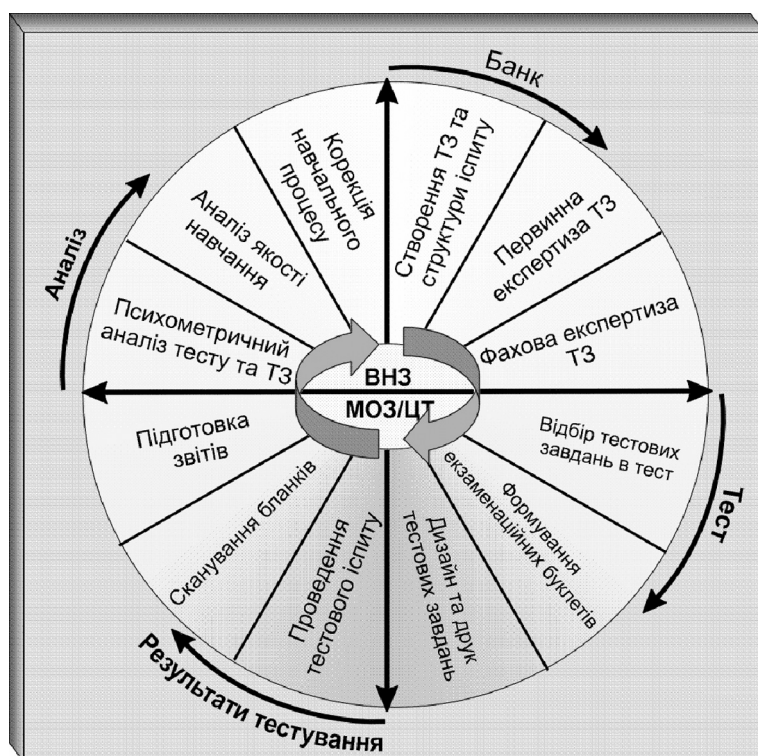 Банк
Створення ТЗ та
структури іспиту
Первинна
експертиза ТЗ
Фахова експертиза
ТЗ
Тест
Відбір тестових
завдань в тест
Формування
екзаменаційних буклетів
Дизайн та друк
тестових завдань
Результати тестування
Проведення
тестового іспиту
Сканування бланків
Підготовка
звітів
Аналіз
Психометричний
аналіз тесту та ТЗ
Аналіз якості
навчання
Корекція
навчального
процесу
ВНЗ
МОЗ/ЦТ